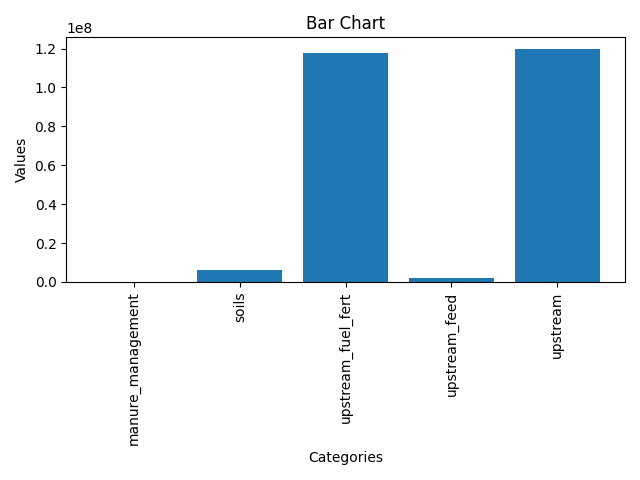 Bar Chart
1e8
1.2
1.0
0.8
0.6
0.4
0.2
0.0
Values
manure_management
soils
upstream_fuel_fert
upstream_feed
upstream
Categories